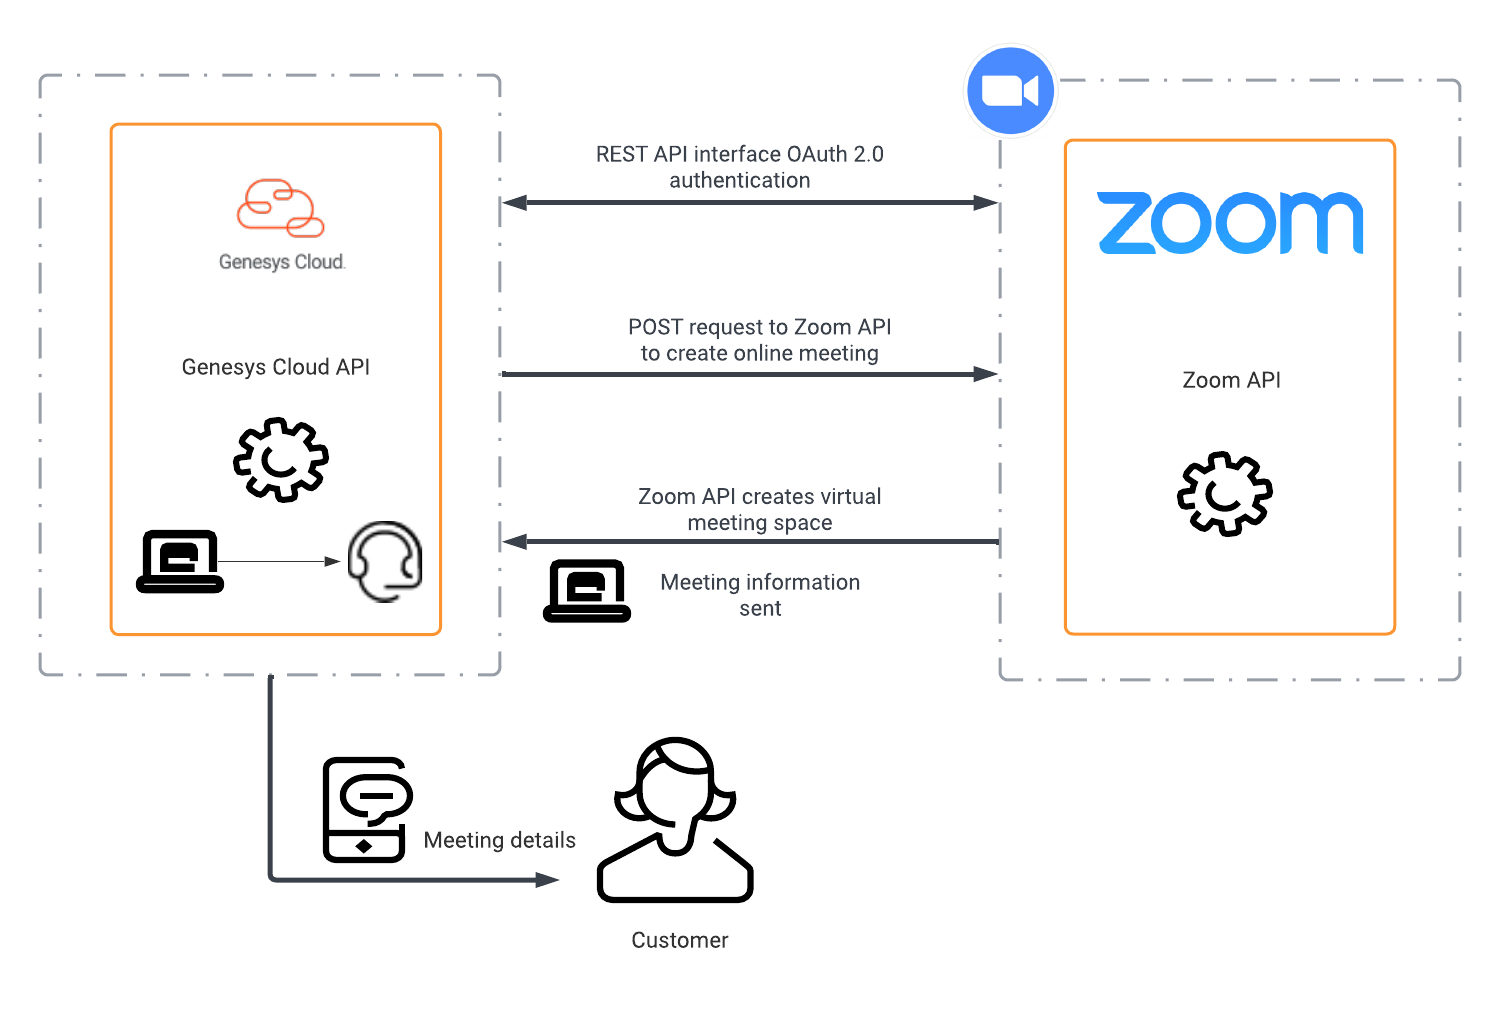 Genesys Cloud.
Genesys Cloud API
REST API interface OAuth 2.0
authentication
POST request to Zoom API
to create online meeting
Zoom API creates virtual
meeting space
Meeting information
sent
zoom
Zoom API
Meeting details
Customer